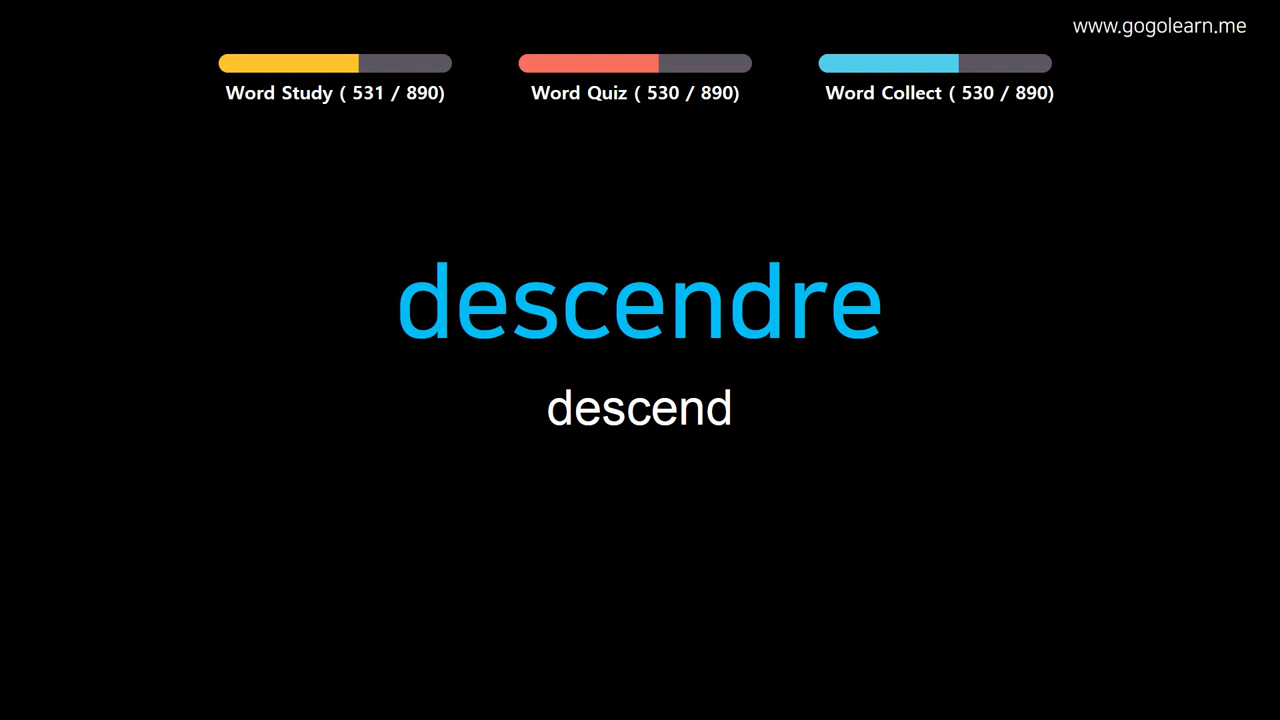 www.gogolearn.me
Word Study ( 531 / 890) Word Quiz ( 530 / 890) Word Collect ( 530 / 890)
descendre
descend